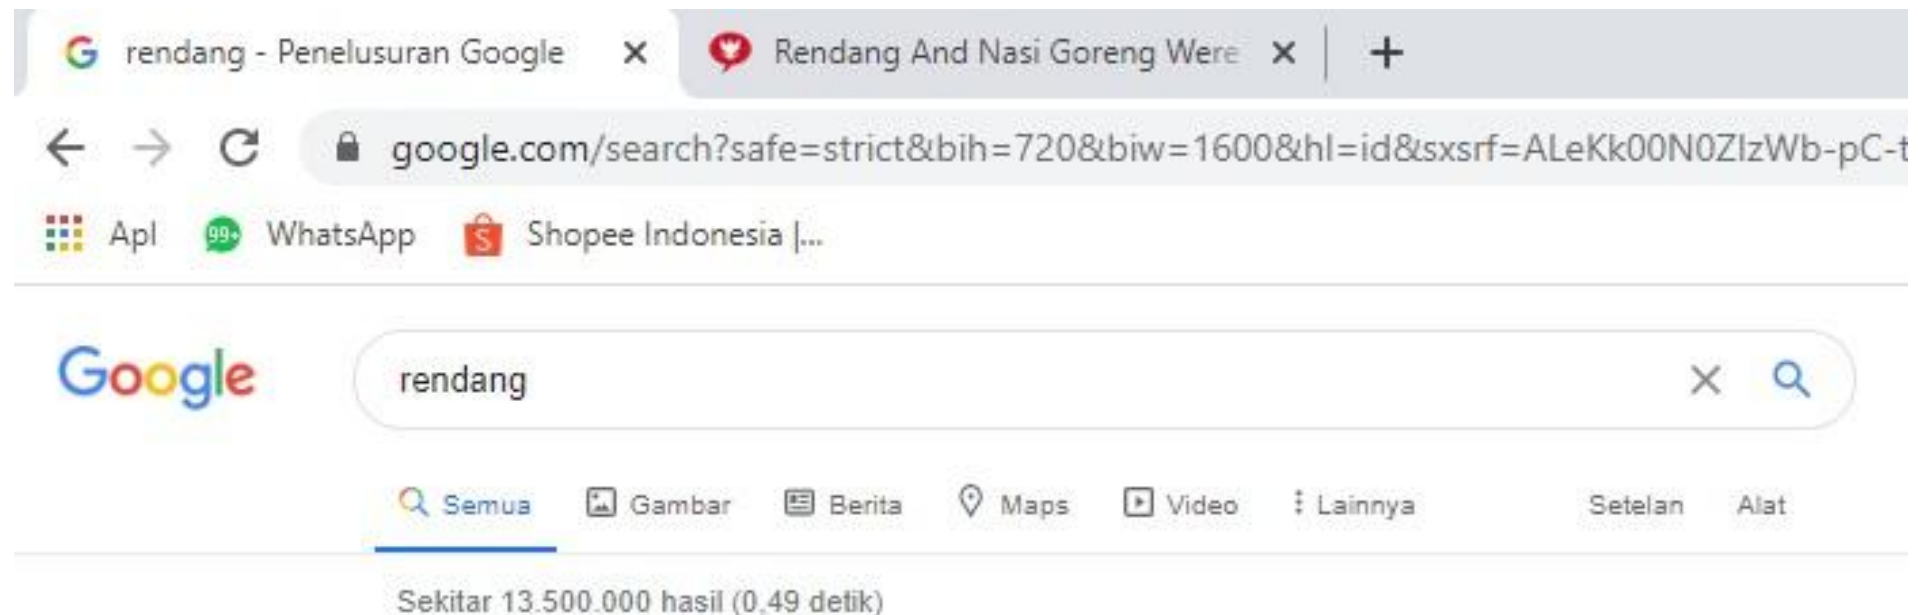 rendang - Penelusuran Google Rendang And Nasi Goreng Were
google.com/search?safe=strict&bih=720&biw=1600&hl=id&sxsrf=ALeKk00N0ZIzWb-pC-t
Apl 99+ WhatsApp Shopee Indonesia |...
Google rendang
Semua Gambar Berita Maps Video Lainnya Setelan Alat
Sekitar 13.500.000 hasil (0,49 detik)